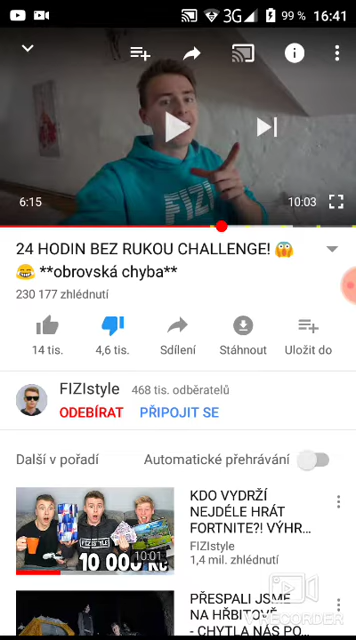 3G 99 % 16:41
FIZI
6:15 10:03
24 HODIN BEZ RUKOU CHALLENGE! 😱
😂 **obrovská chyba**
230 177 zhlédnutí
14 tis. 4,6 tis. Sdílení Stáhnout Uložit do
FIZIstyle 468 tis. odběratelů
ODEBÍRAT PŘIPOJIT SE
Další v pořadí Automatické přehrávání
KDO VYDRŽÍ
NEJDÉLE HRÁT
FORTNITE?! VÝHR...
FIZIstyle
1,4 mil. zhlédnutí
FIZISTYLE
10 000 Kč
10:01
PŘESPALI JSME
NA HŘBITOVĚ
- CHYTLA NÁS PO...
VIDEORECORDER